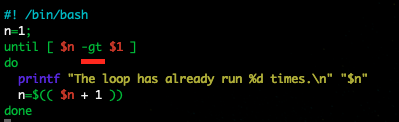 #! /bin/bash
n=1;
until [ $n -gt $1 ]
do
  printf "The loop has already run %d times.\n" "$n"
  n=$(( $n + 1 ))
done